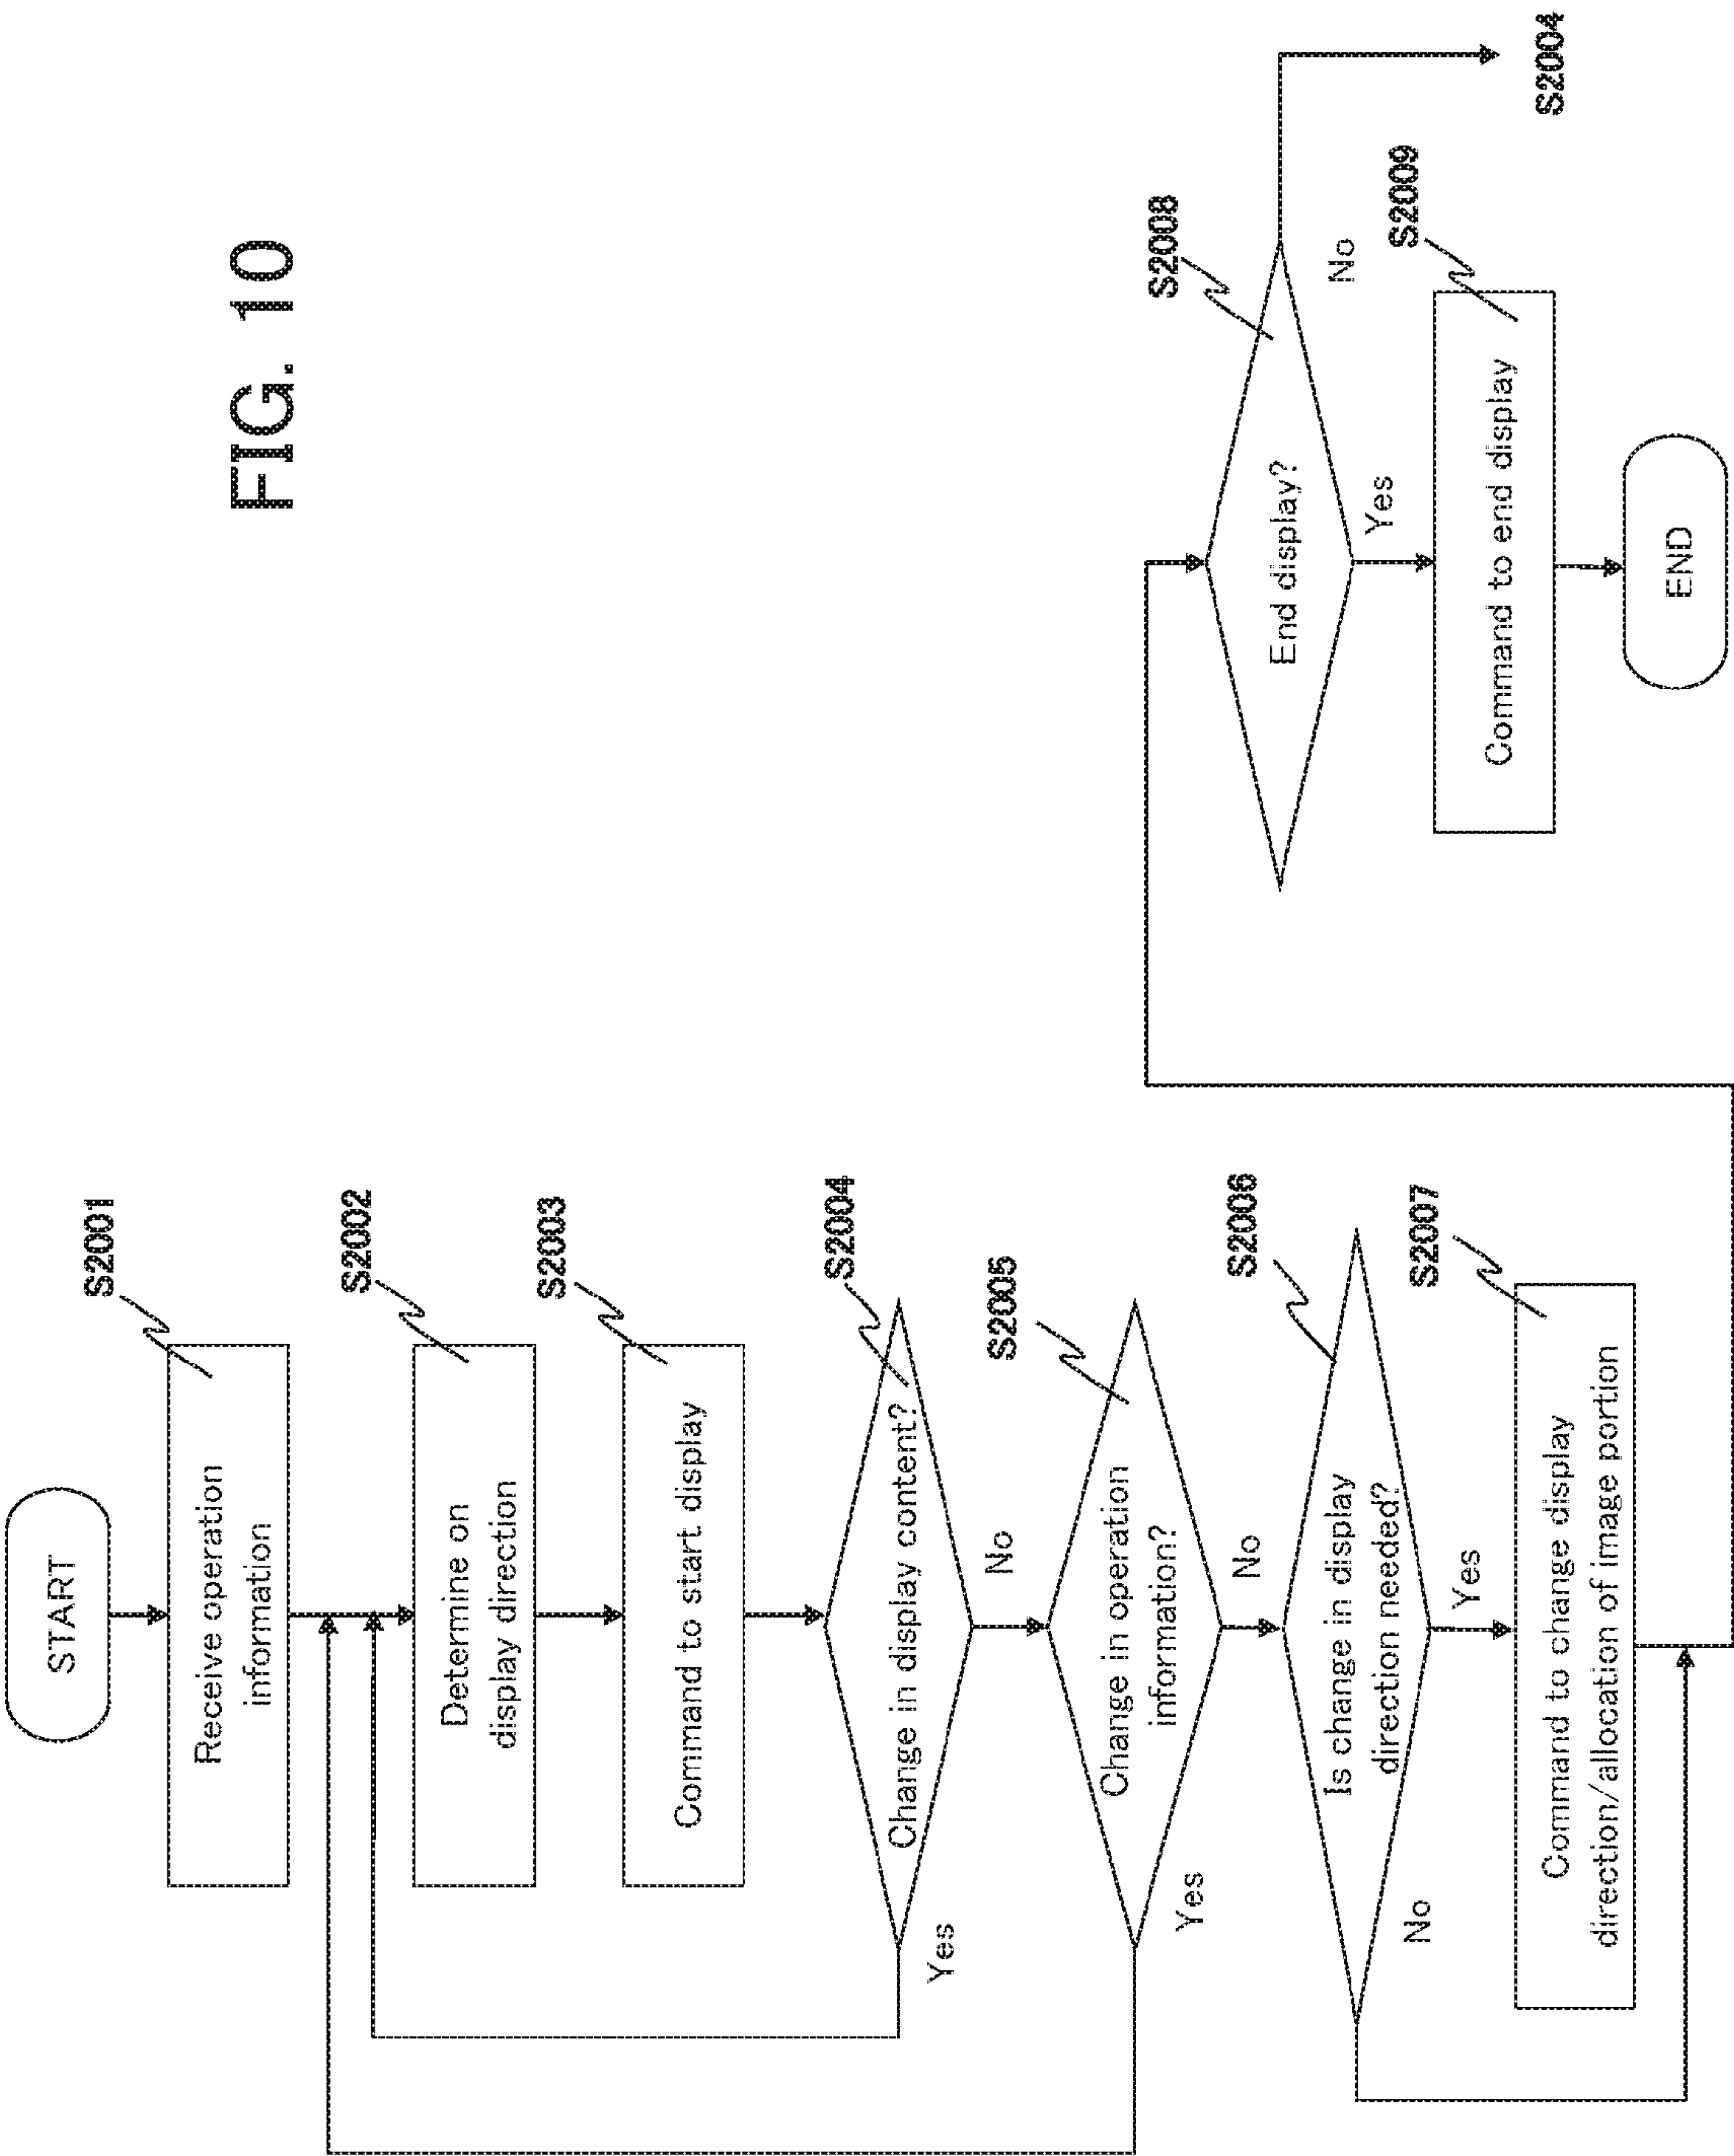 FIG. 10
START
S2001
Receive operation
information
S2002
Determine on
display direction
S2003
Command to start display
S2004
Change in display content?
Yes
No
S2005
Change in operation
information?
Yes
No
S2006
Is change in display
direction needed?
No
Yes
S2007
Command to change display
direction/allocation of image portion
S2008
End display?
No
S2004
Yes
S2009
Command to end display
END